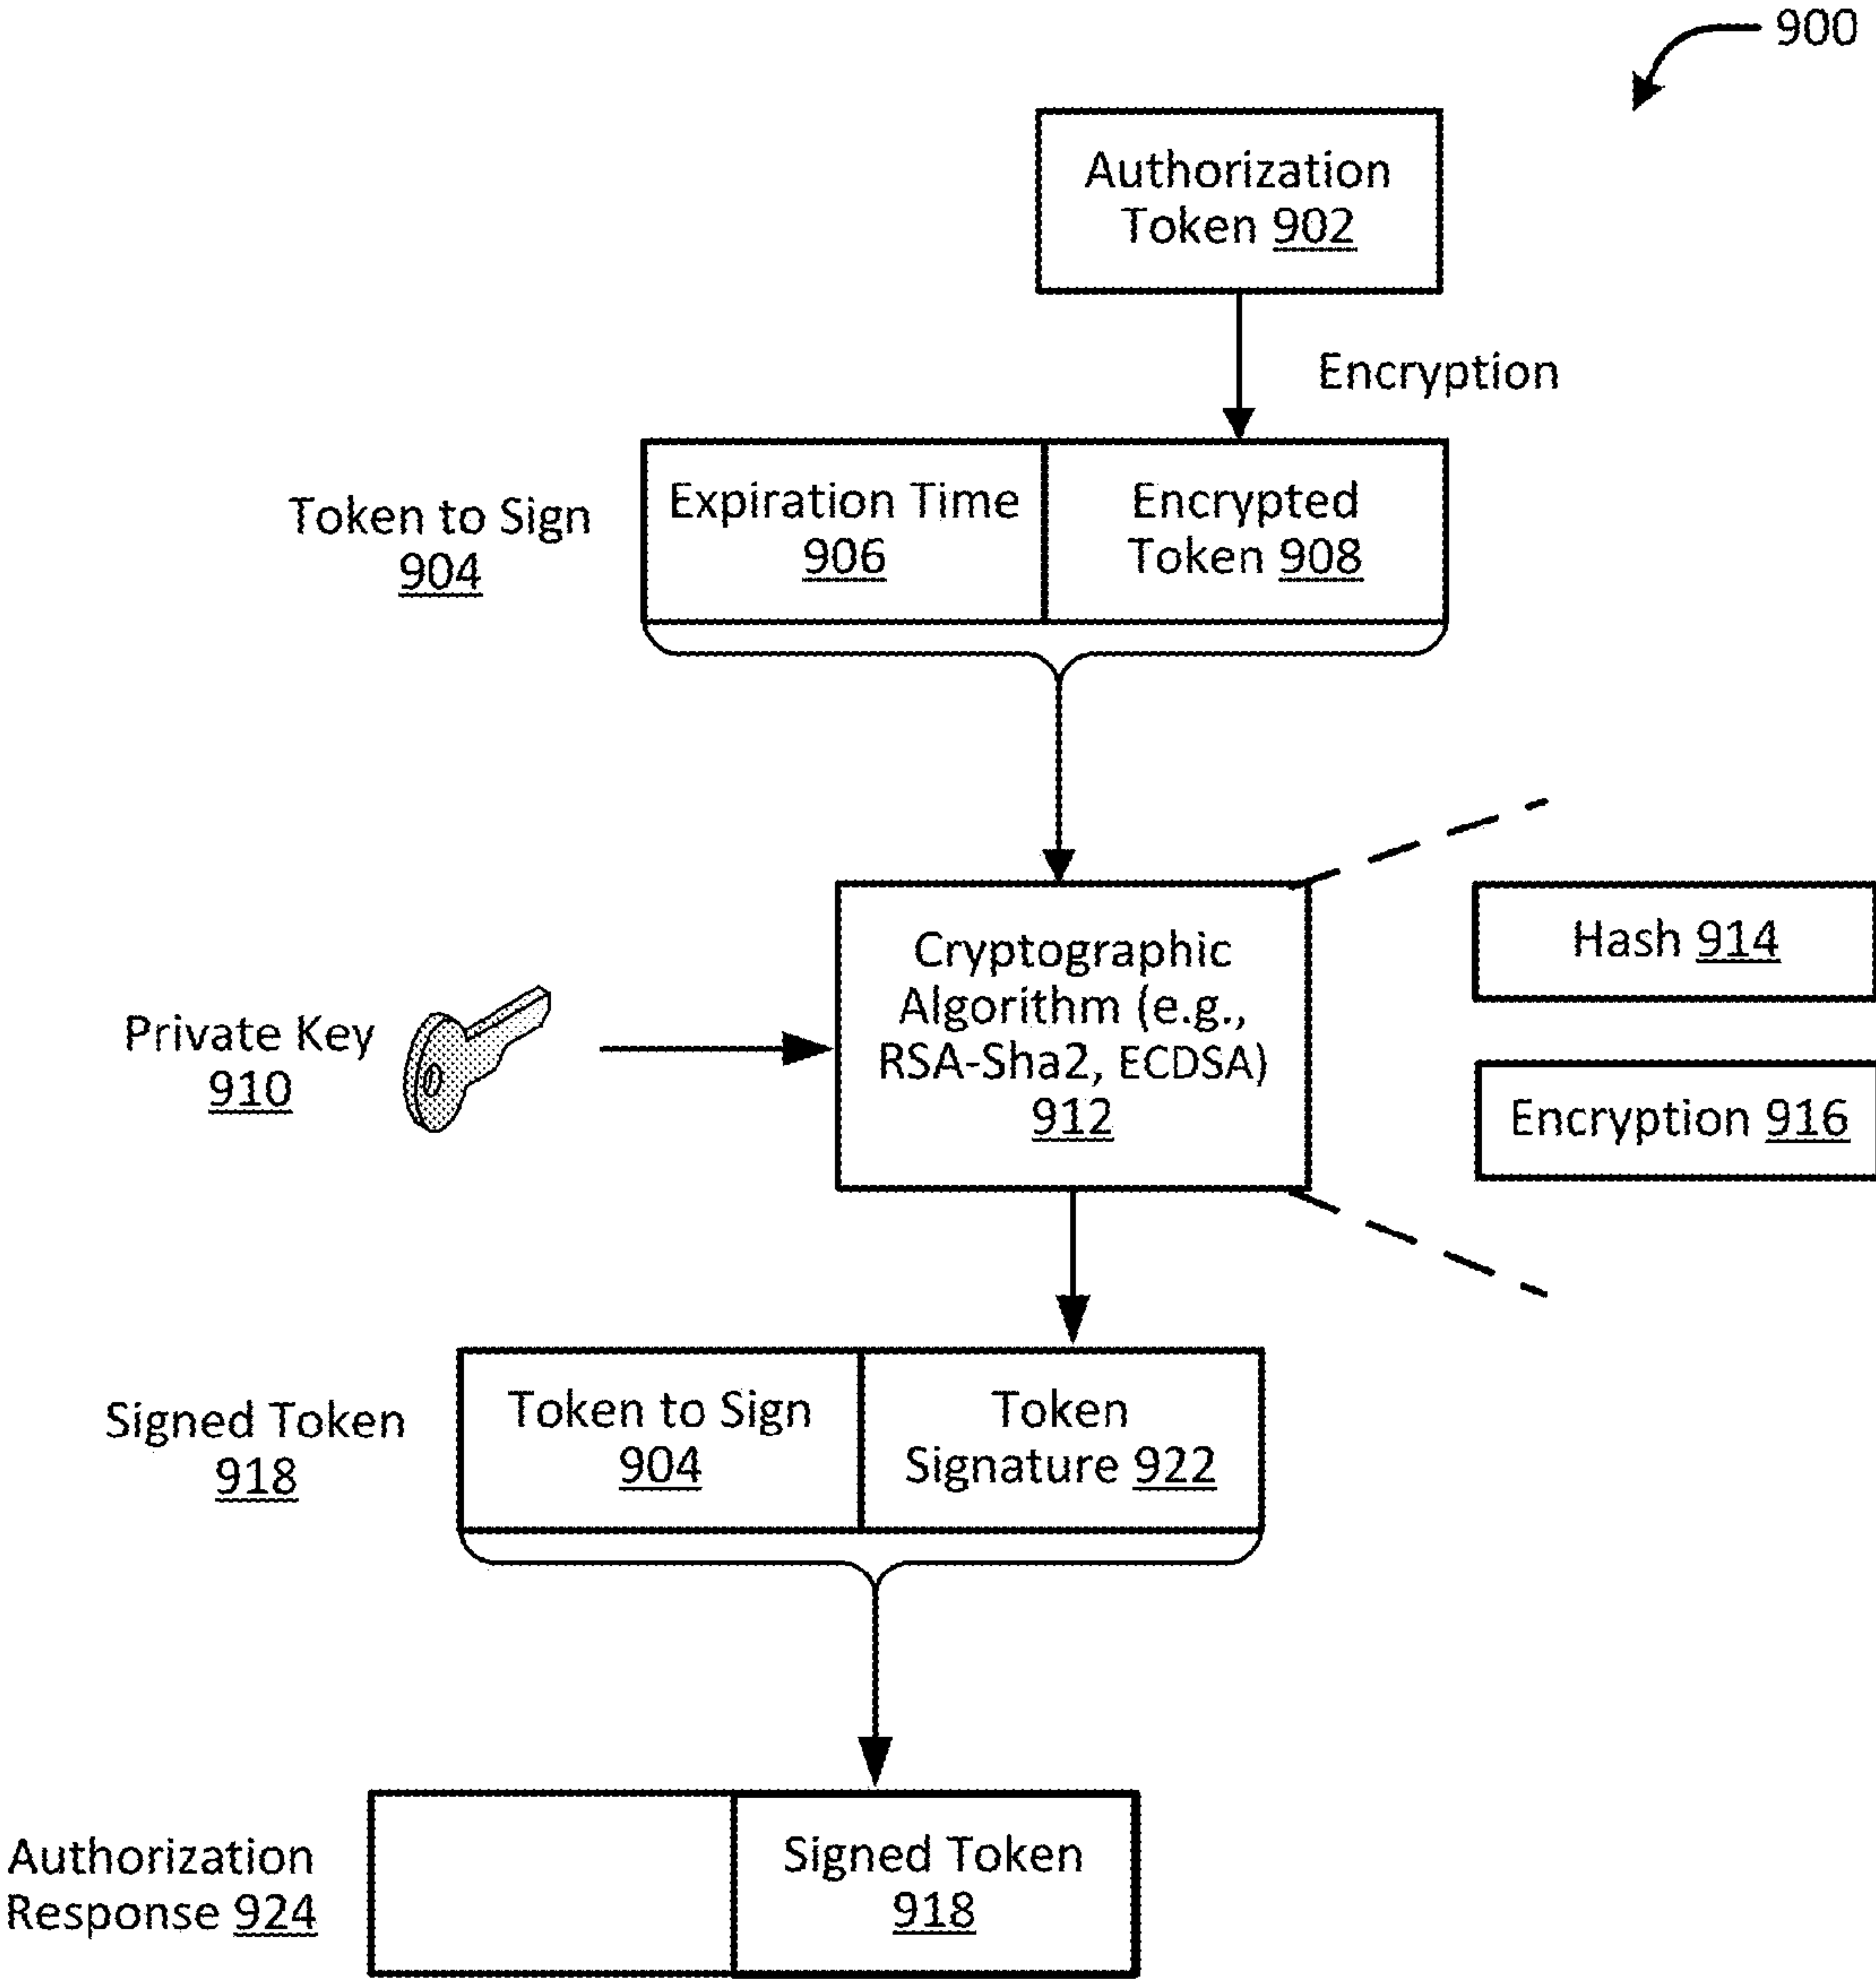 900
Authorization
Token 902
Encryption
Token to Sign
904
Expiration Time
906
Encrypted
Token 908
Private Key
910
Cryptographic
Algorithm (e.g.,
RSA-Sha2, ECDSA)
912
Hash 914
Encryption 916
Signed Token
918
Token to Sign
904
Token
Signature 922
Authorization
Response 924
Signed Token
918